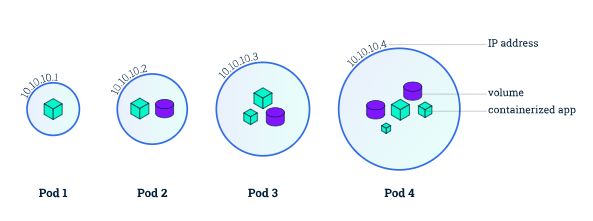 10.10.10.1
10.10.10.2
10.10.10.3
10.10.10.4
IP address
volume
containerized app
Pod 1
Pod 2
Pod 3
Pod 4